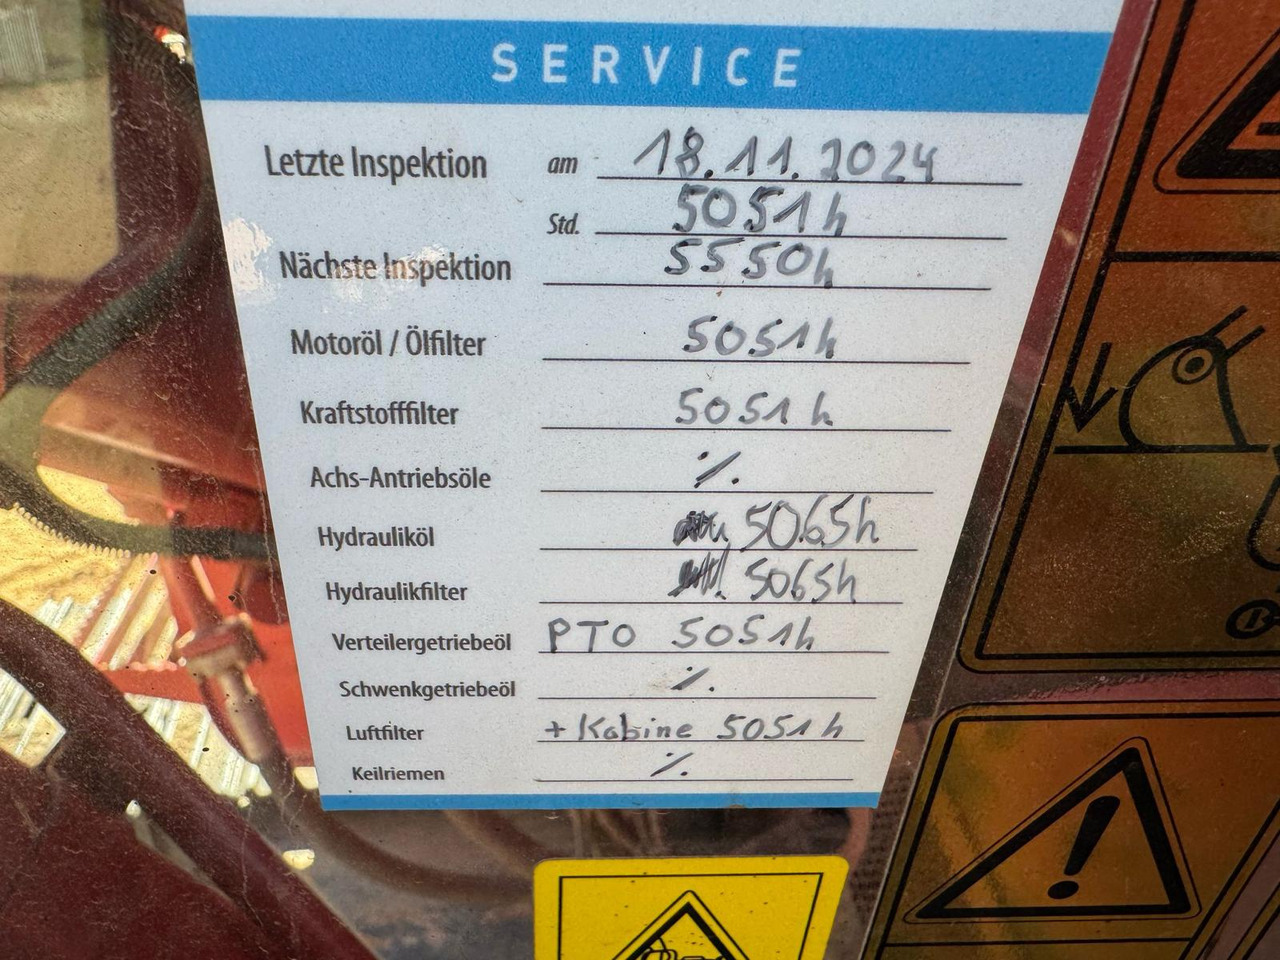 SERVICE
Letzte Inspektion am 18.11.2024
Std. 5051h
Nächste Inspektion 5550h
Motoröl / Ölfilter 5051h
Kraftstofffilter 5051h
Achs-Antriebsöle ⁒
Hydrauliköl 5065h
Hydraulikfilter 5065h
Verteilergetriebeöl PTO 5051h
Schwenkgetriebeöl ⁒
Luftfilter + Kabine 5051h
Keilriemen ⁒